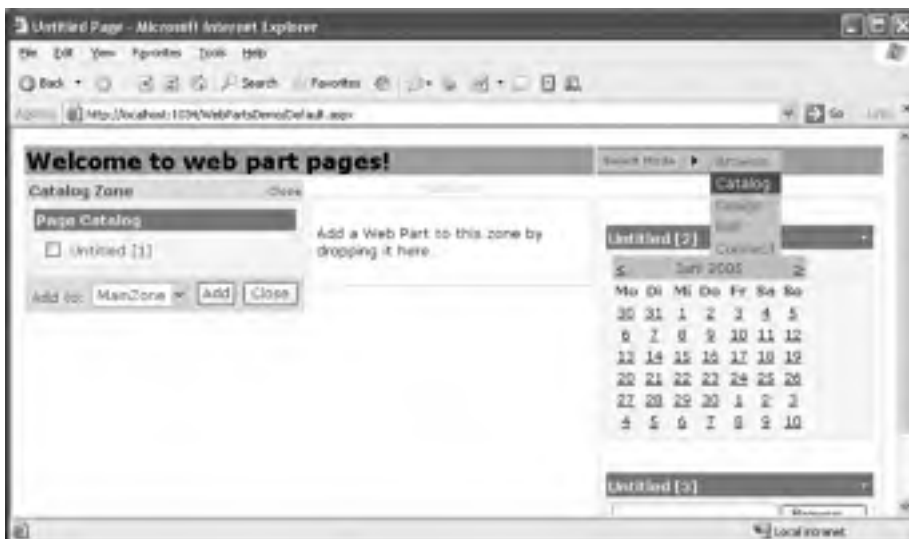 Untitled Page - Microsoft Internet Explorer
File Edit View Favorites Tools Help
Back Search Favorites
http://localhost:1034/WebPartsDemo/Default.aspx Go
Welcome to web part pages!
Select Mode Browse
Catalog
Design
Edit
Connect
Catalog Zone Close
Page Catalog
Untitled [1]
Add to: MainZone Add Close
Add a Web Part to this zone by
dropping it here.
Untitled [2]
< Juni 2005 >
Mo Di Mi Do Fr Sa So
30 31 1 2 3 4 5
6 7 8 9 10 11 12
13 14 15 16 17 18 19
20 21 22 23 24 25 26
27 28 29 30 1 2 3
4 5 6 7 8 9 10
Untitled [3]
Local intranet